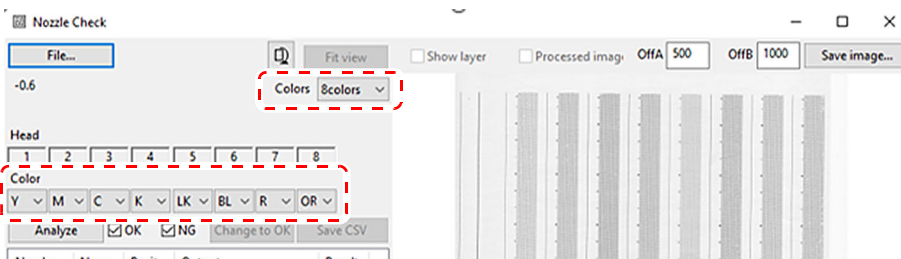 Nozzle Check
File...
Fit view
Show layer
Processed imag
OffA 500
OffB 1000
Save image...
-0.6
Colors 8colors
Head
1 2 3 4 5 6 7 8
Color
Y M C K LK BL R OR
Analyze OK NG Change to OK Save CSV